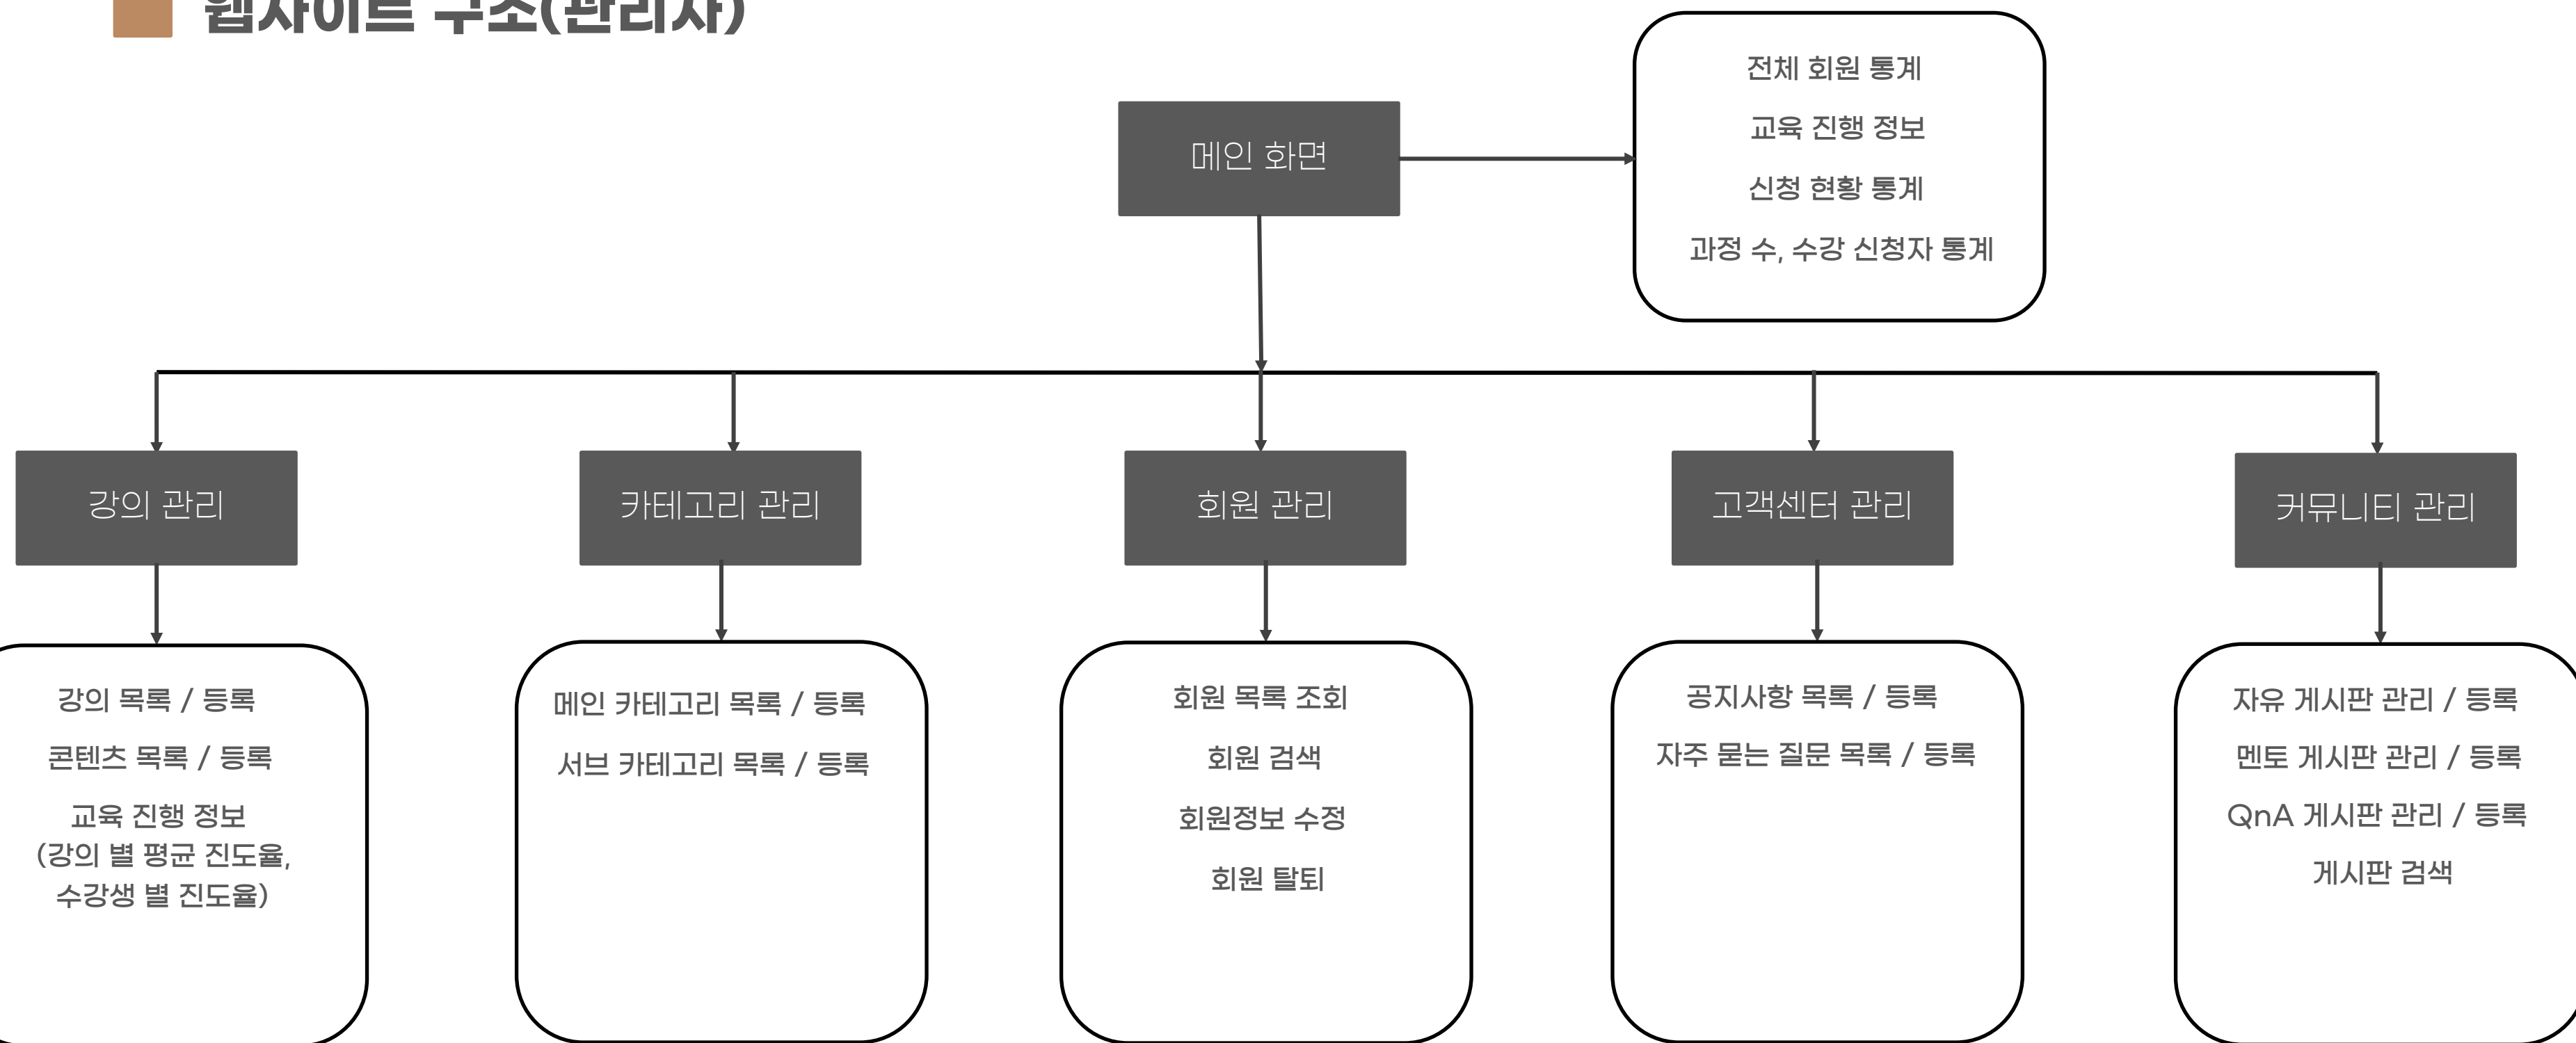 웹사이트 구조(관리자)
전체 회원 통계
교육 진행 정보
신청 현황 통계
과정 수, 수강 신청자 통계
메인 화면
강의 관리
카테고리 관리
회원 관리
고객센터 관리
커뮤니티 관리
강의 목록 / 등록
콘텐츠 목록 / 등록
교육 진행 정보
(강의 별 평균 진도율,
수강생 별 진도율)
메인 카테고리 목록 / 등록
서브 카테고리 목록 / 등록
회원 목록 조회
회원 검색
회원정보 수정
회원 탈퇴
공지사항 목록 / 등록
자주 묻는 질문 목록 / 등록
자유 게시판 관리 / 등록
멘토 게시판 관리 / 등록
QnA 게시판 관리 / 등록
게시판 검색